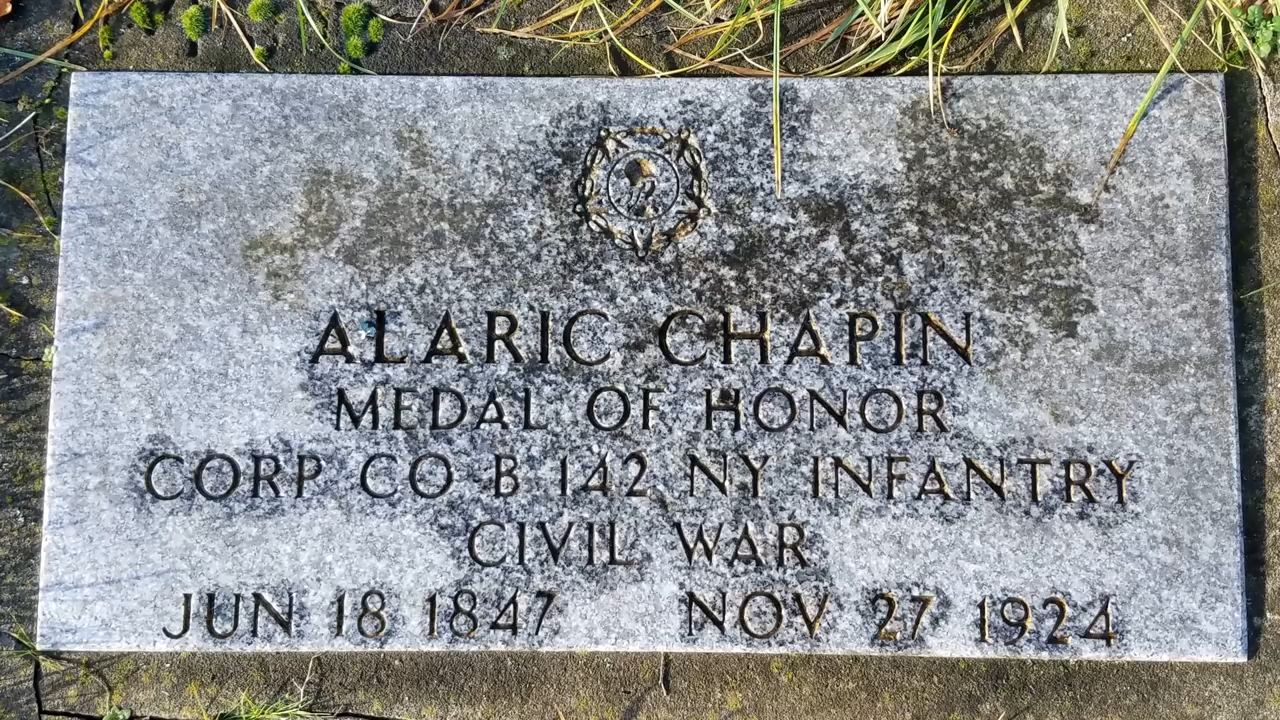 ALARIC CHAPIN
MEDAL OF HONOR
CORP CO B 142 NY INFANTRY
CIVIL WAR
JUN 18 1847 NOV 27 1924